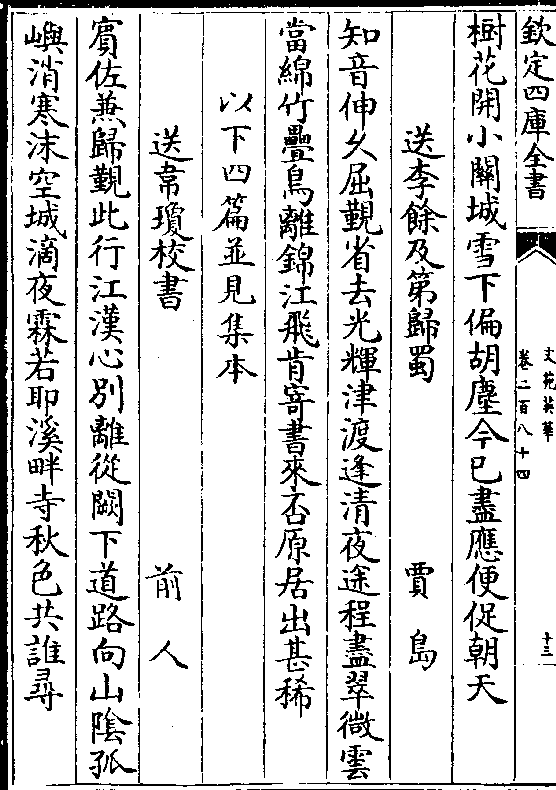 欽定四庫全書
文苑英華
卷二百八十四
十三
樹花開小關城雪下偏胡塵今已盡應便促朝天
送李餘及第歸蜀 賈島
知音伸久屈覲省去光輝津渡逢清夜途程盡翠微雲
當綿竹疊鳥離錦江飛肯寄書來否原居出甚稀
以下四篇並見集本
送韋瓊校書 前人
賓佐兼歸覲此行江漢心別離從闕下道路向山陰孤
嶼消寒沫空城滴夜霖若耶溪畔寺秋色共誰尋